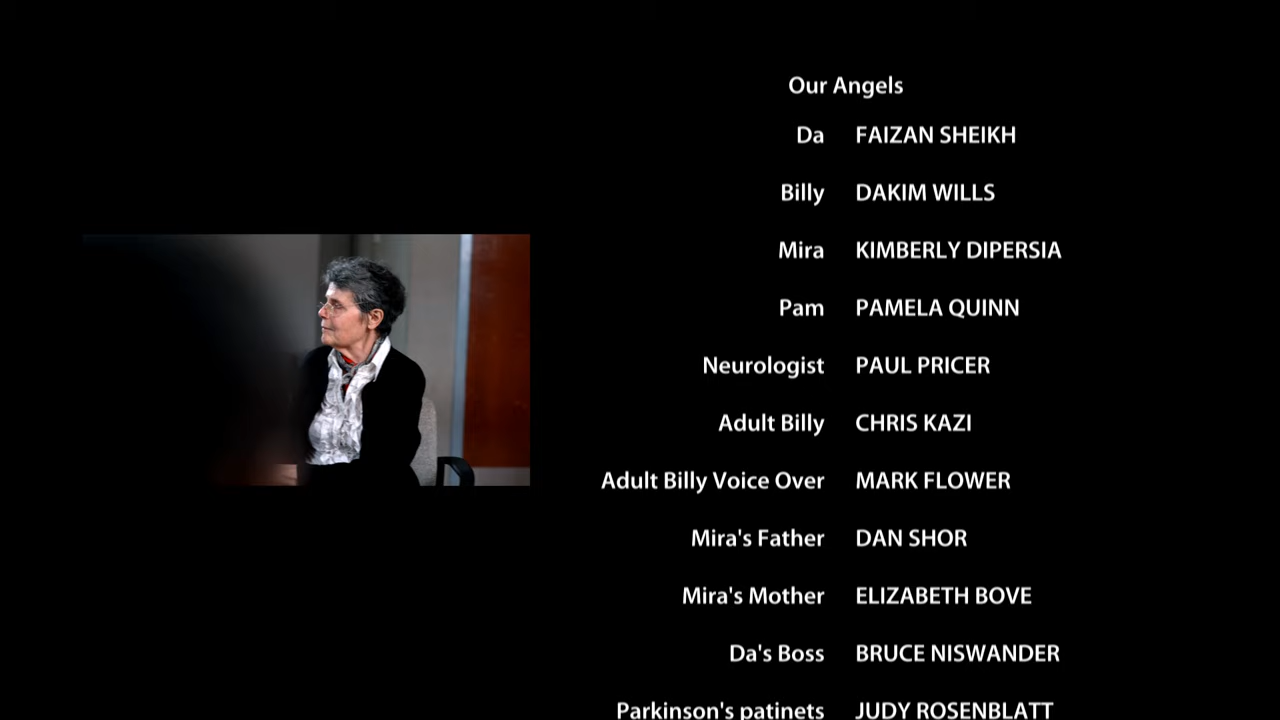 Our Angels
Da FAIZAN SHEIKH
Billy DAKIM WILLS
Mira KIMBERLY DIPERSIA
Pam PAMELA QUINN
Neurologist PAUL PRICER
Adult Billy CHRIS KAZI
Adult Billy Voice Over MARK FLOWER
Mira's Father DAN SHOR
Mira's Mother ELIZABETH BOVE
Da's Boss BRUCE NISWANDER
Parkinson's patinets JUDY ROSENBLATT